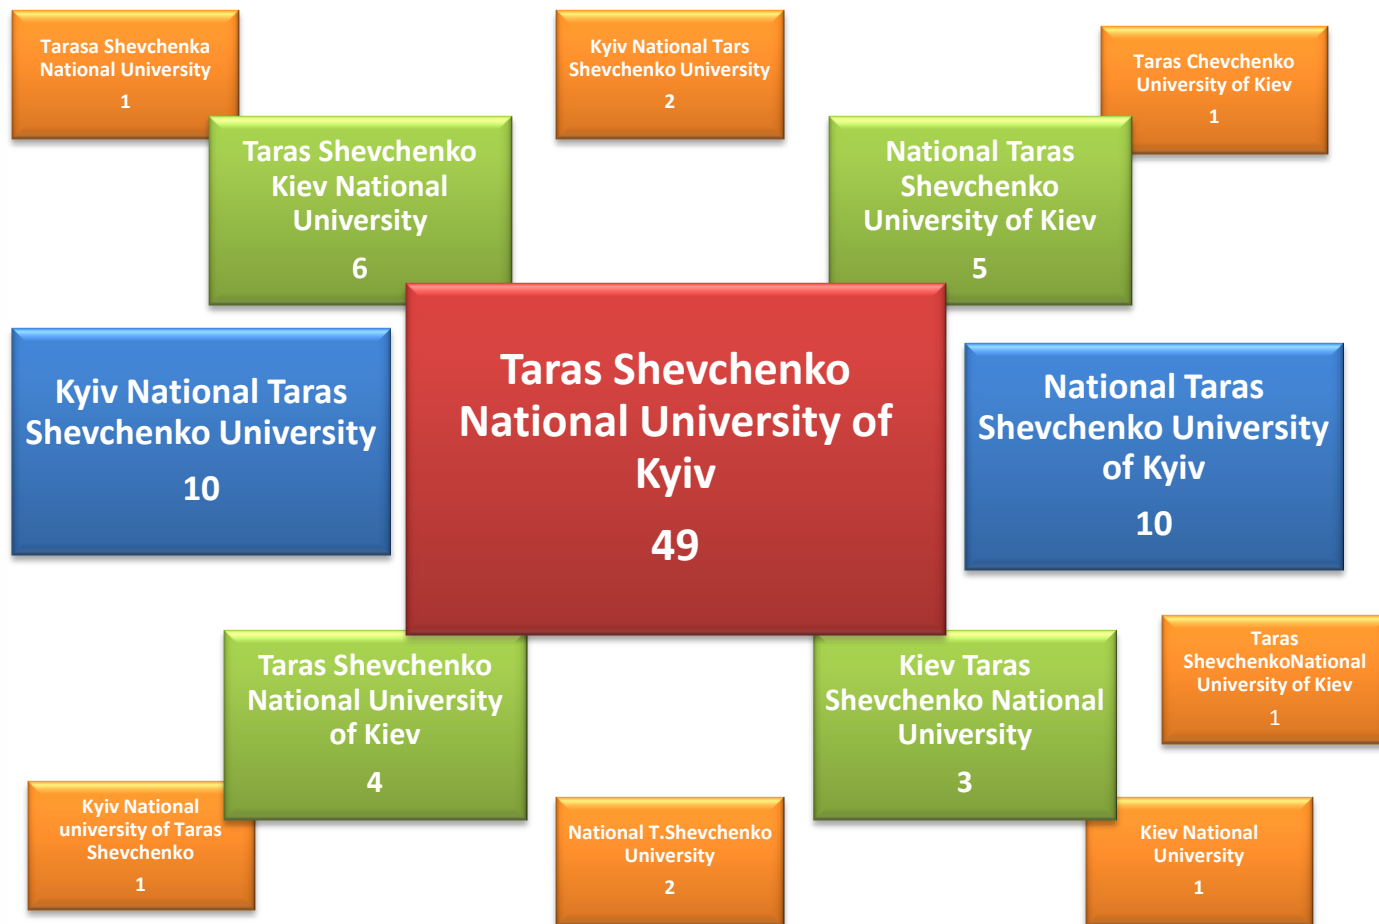 Tarasa Shevchenka
National University
1
Kyiv National Tars
Shevchenko University
2
Taras Chevchenko
University of Kiev
1
Taras Shevchenko
Kiev National
University
6
National Taras
Shevchenko
University of Kiev
5
Kyiv National Taras
Shevchenko University
10
Taras Shevchenko
National University of
Kyiv
49
National Taras
Shevchenko University
of Kyiv
10
Taras Shevchenko
National University
of Kiev
4
Kiev Taras
Shevchenko National
University
3
Taras
ShevchenkoNational
University of Kiev
1
Kyiv National
university of Taras
Shevchenko
1
National T.Shevchenko
University
2
Kiev National
University
1